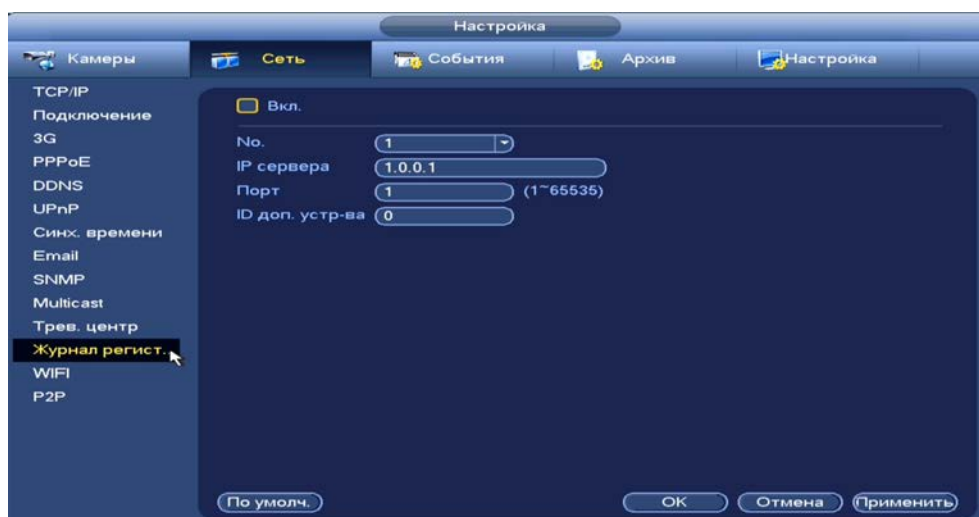 Настройка
Камеры Сеть События Архив Настройка
TCP/IP
Подключение
3G
PPPoE
DDNS
UPnP
Синх. времени
Email
SNMP
Multicast
Трев. центр
Журнал регист.
WIFI
P2P
Вкл.
No. 1
IP сервера 1.0.0.1
Порт 1 (1~65535)
ID доп. устр-ва 0
По умолч. OK Отмена Применить